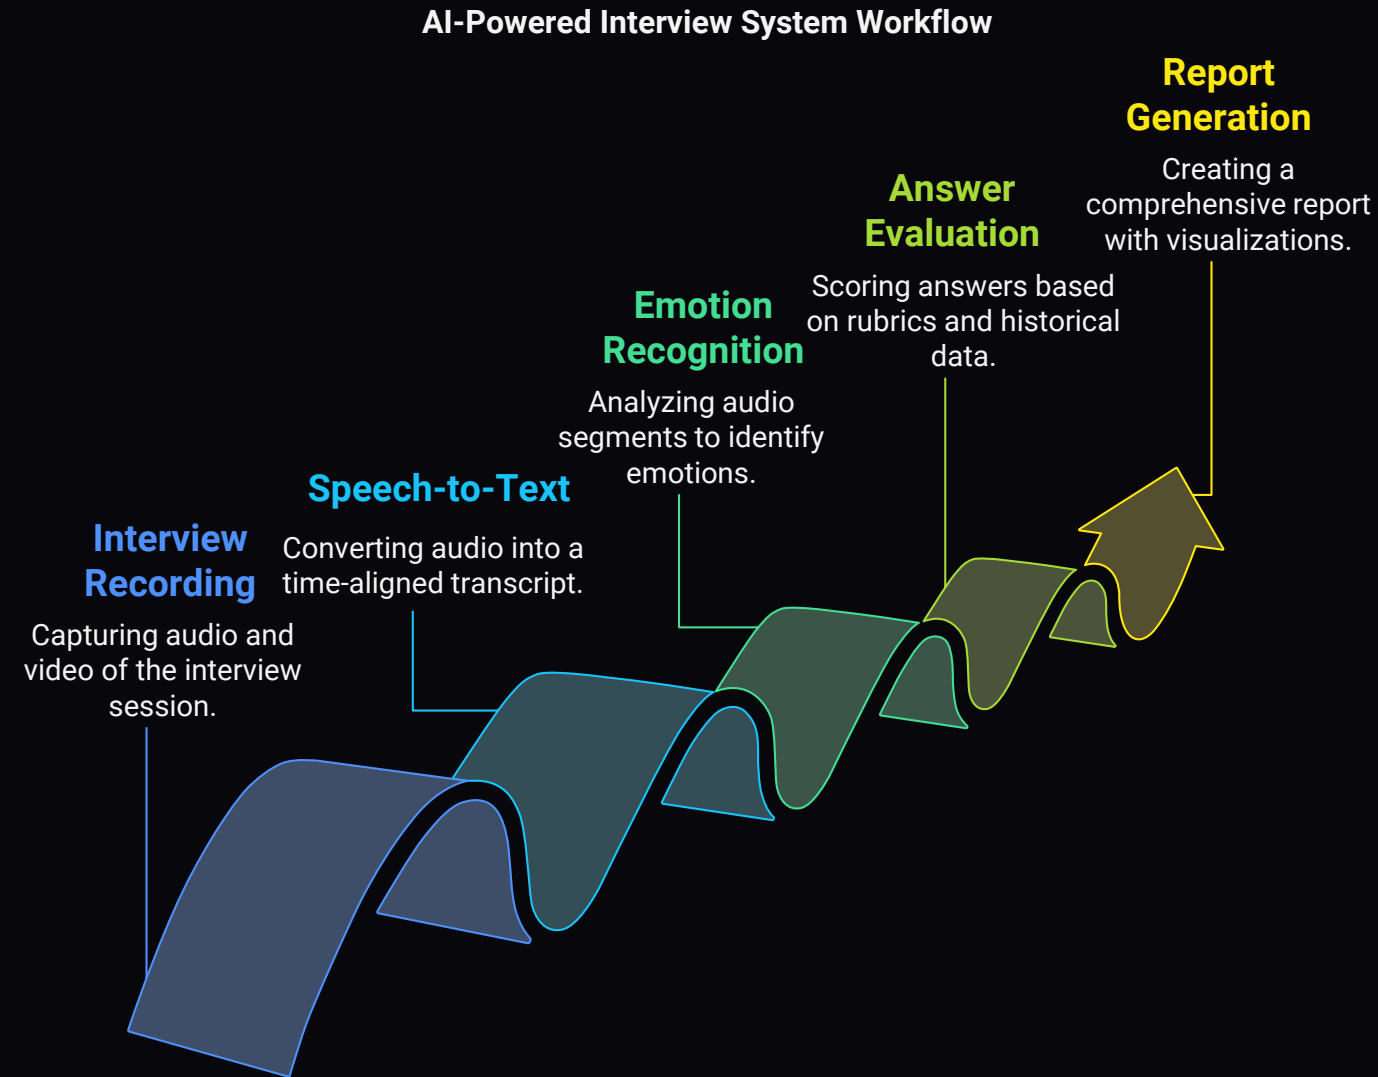 AI-Powered Interview System Workflow
Report
Generation
Creating a
comprehensive report
with visualizations.
Answer
Evaluation
Scoring answers based
on rubrics and historical
data.
Emotion
Recognition
Analyzing audio
segments to identify
emotions.
Speech-to-Text
Converting audio into a
time-aligned transcript.
Interview
Recording
Capturing audio and
video of the interview
session.